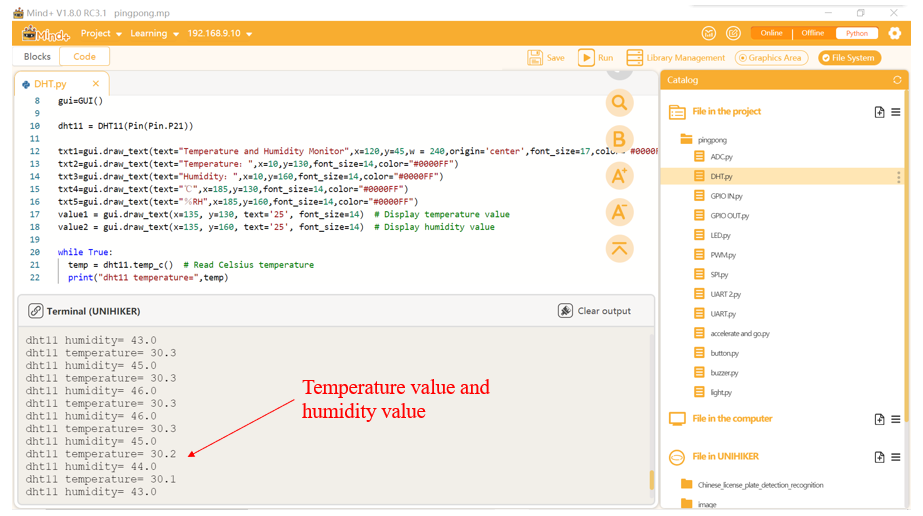 Mind+ V1.8.0 RC3.1 pingpong.mp
Mind+ Project Learning 192.168.9.10 Online Offline Python
Blocks Code Save Run Library Management Graphics Area File System
DHT.py
8 gui=GUI()
9
10 dht11 = DHT11(Pin(Pin.P21))
11
12 txt1=gui.draw_text(text="Temperature and Humidity Monitor",x=120,y=45,w = 240,origin='center',font_size=17,col
13 txt2=gui.draw_text(text="Temperature: ",x=10,y=130,font_size=14,color="#0000FF")
14 txt3=gui.draw_text(text="Humidity: ",x=10,y=160,font_size=14,color="#0000FF")
15 txt4=gui.draw_text(text="℃",x=185,y=130,font_size=14,color="#0000FF")
16 txt5=gui.draw_text(text="%RH",x=185,y=160,font_size=14,color="#0000FF")
17 value1 = gui.draw_text(x=135, y=130, text='25', font_size=14) # Display temperature value
18 value2 = gui.draw_text(x=135, y=160, text='25', font_size=14) # Display humidity value
19
20 while True:
21 temp = dht11.temp_c() # Read Celsius temperature
22 print("dht11 temperature=",temp)
B
A+
A-
Terminal (UNIHIKER) Clear output
dht11 humidity= 43.0
dht11 temperature= 30.3
dht11 humidity= 45.0
dht11 temperature= 30.3
dht11 humidity= 46.0
dht11 temperature= 30.3
dht11 humidity= 46.0
dht11 temperature= 30.3
dht11 humidity= 45.0
dht11 temperature= 30.2
dht11 humidity= 44.0
dht11 temperature= 30.1
dht11 humidity= 43.0
Temperature value and
humidity value
Catalog
File in the project
pingpong
ADC.py
DHT.py
GPIO IN.py
GPIO OUT.py
LED.py
PWM.py
SPI.py
UART 2.py
UART.py
accelerate and go.py
button.py
buzzer.py
light.py
File in the computer
File in UNIHIKER
Chinese_license_plate_detection_recognition
image